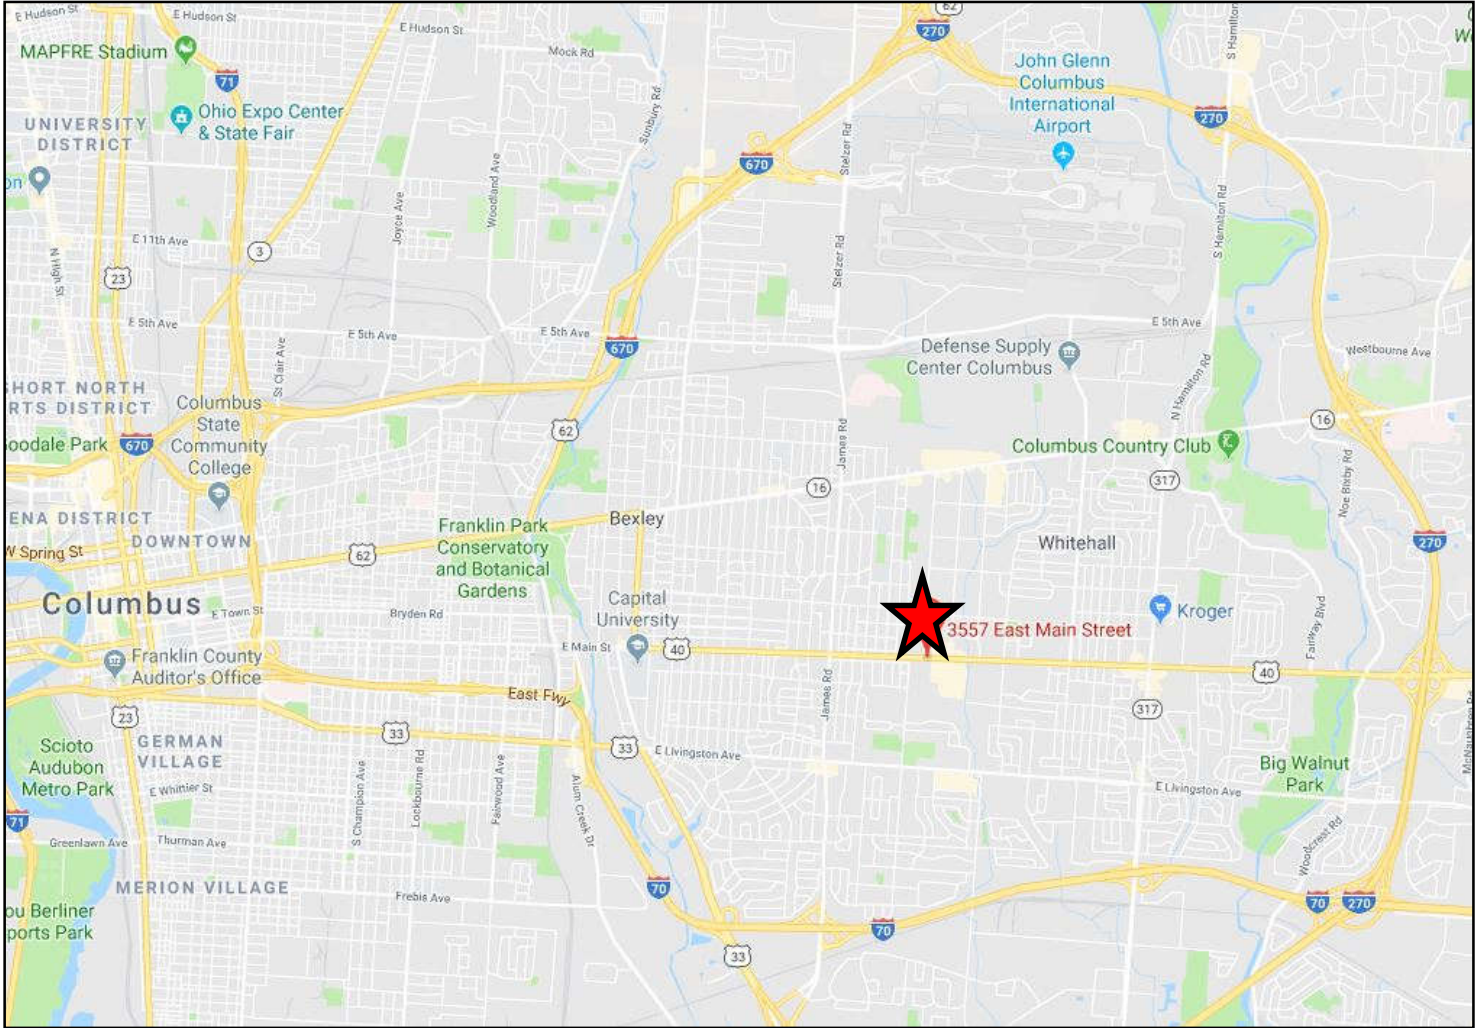 E Hudson St
E Hudson St
E Hudson St
62
270
S Hamilton
MAPFRE Stadium
71
Mock Rd
John Glenn
Columbus
International
Airport
Ohio Expo Center
& State Fair
UNIVERSITY
DISTRICT
Sunbury Rd
Stelzer Rd
270
670
on
Woodland Ave
Joyce Ave
S Hamilton Rd
E 11th Ave
3
N High St
23
Stelzer Rd
E 5th Ave
E 5th Ave
E 5th Ave
E 5th Ave
670
St Clair Ave
Defense Supply
Center Columbus
Westbourne Ave
N Hamilton Rd
SHORT NORTH
RTS DISTRICT
Columbus
State
Community
College
16
62
James Rd
oodale Park
670
Columbus Country Club
317
16
Noe Bixby Rd
ENA DISTRICT
DOWNTOWN
Franklin Park
Conservatory
and Botanical
Gardens
Bexley
W Spring St
62
Whitehall
270
Columbus
E Town St
Bryden Rd
Capital
University
Kroger
3557 East Main Street
Fairway Blvd
E Main St
40
40
Franklin County
Auditor's Office
East Fwy
James Rd
23
33
317
GERMAN
VILLAGE
33
E Livingston Ave
Scioto
Audubon
Metro Park
Big Walnut
Park
E Whittier St
S Champion Ave
Lockbourne Rd
Fairwood Ave
Alum Creek Dr
E Livingston Ave
71
Greenlawn Ave
Thurman Ave
Woodcrest Rd
MERION VILLAGE
Frebis Ave
70
70
270
ou Berliner
ports Park
70
33